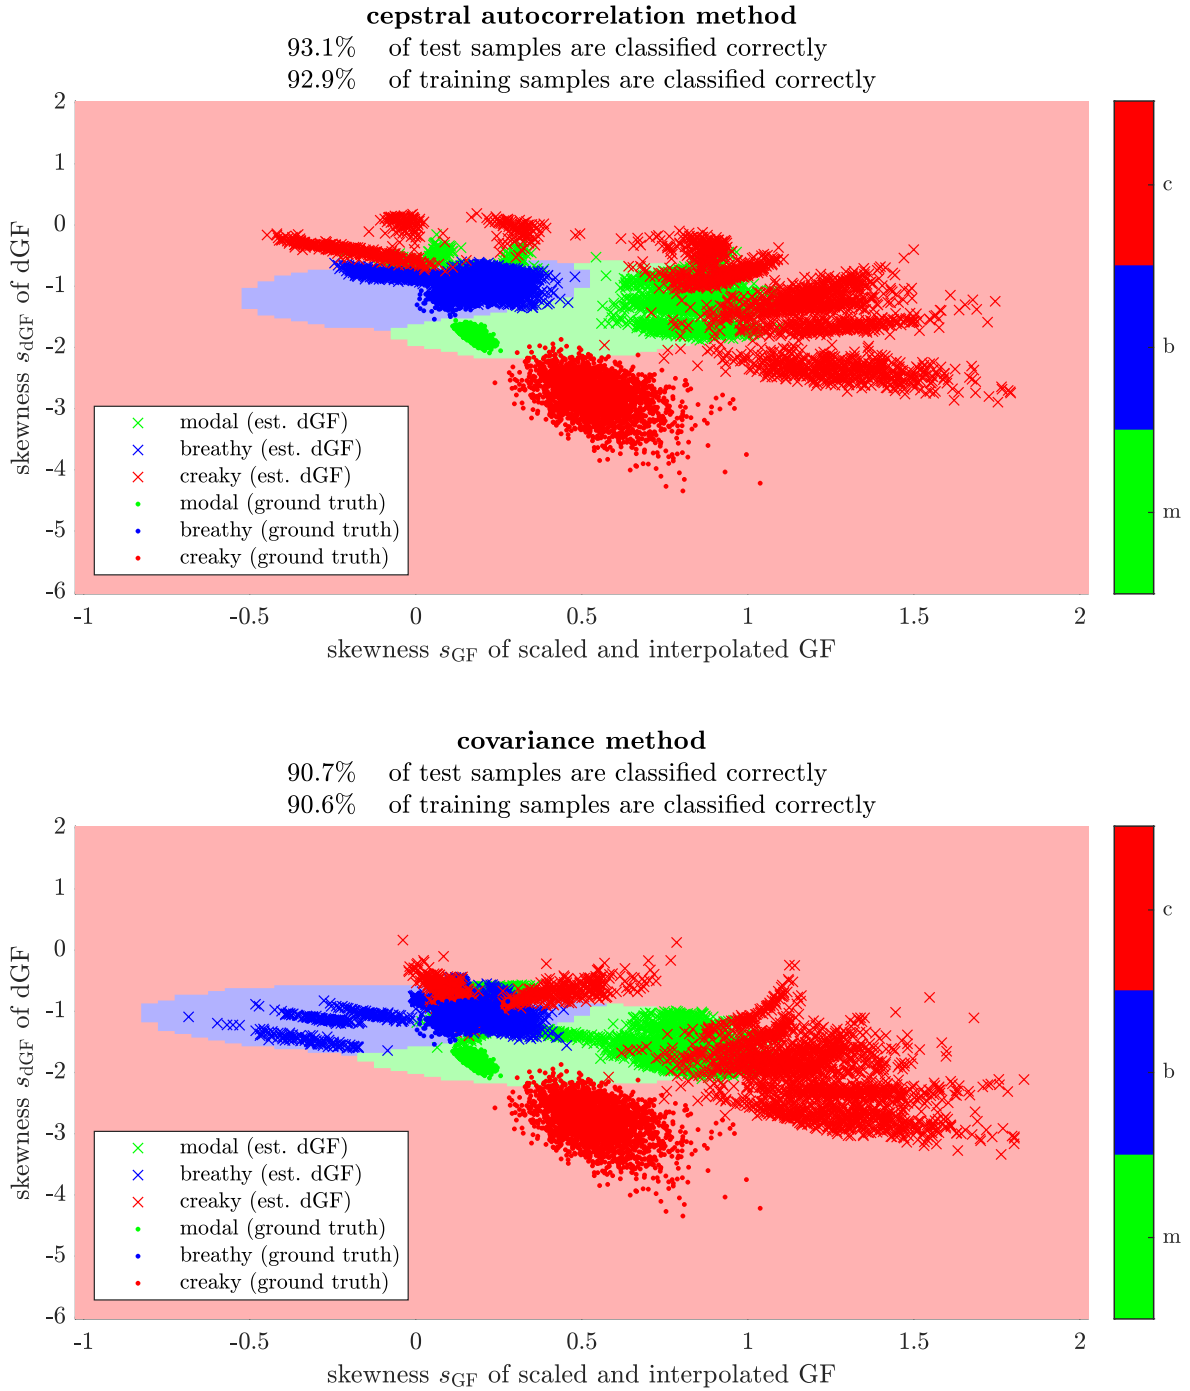 cepstral autocorrelation method
93.1% of test samples are classified correctly
92.9% of training samples are classified correctly
2
1
0
-1
-2
-3
-4
-5
-6
skewness sdGF of dGF
modal (est. dGF)
breathy (est. dGF)
creaky (est. dGF)
modal (ground truth)
breathy (ground truth)
creaky (ground truth)
c
b
m
-1 -0.5 0 0.5 1 1.5 2
skewness sGF of scaled and interpolated GF
covariance method
90.7% of test samples are classified correctly
90.6% of training samples are classified correctly
2
1
0
-1
-2
-3
-4
-5
-6
skewness sdGF of dGF
modal (est. dGF)
breathy (est. dGF)
creaky (est. dGF)
modal (ground truth)
breathy (ground truth)
creaky (ground truth)
c
b
m
-1 -0.5 0 0.5 1 1.5 2
skewness sGF of scaled and interpolated GF